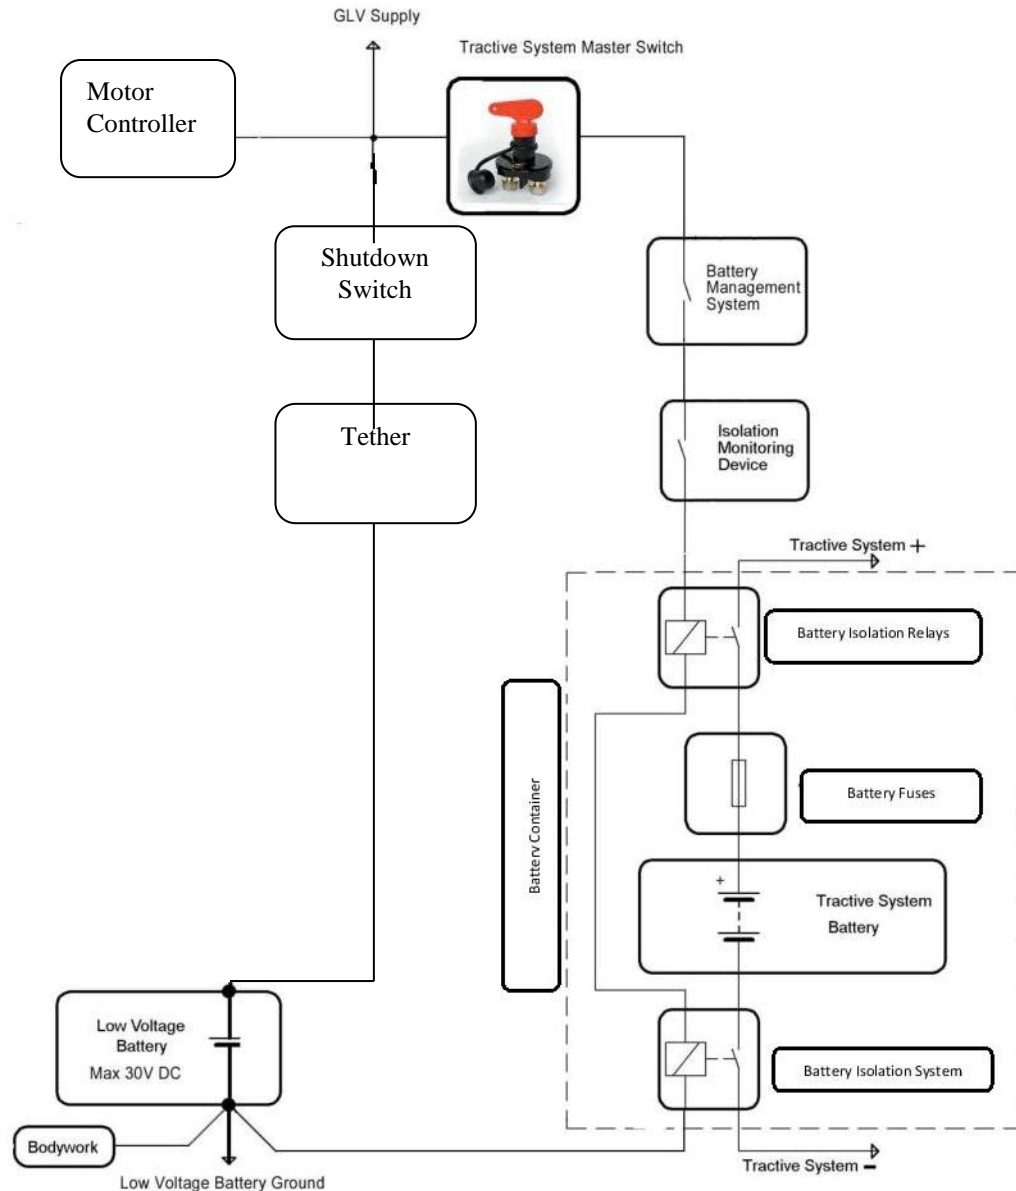 GLV Supply
Tractive System Master Switch
Motor
Controller
Shutdown
Switch
Battery
Management
System
Tether
Isolation
Monitoring
Device
Tractive System +
Battery Isolation Relays
Battery Container
Battery Fuses
+
Tractive System
Battery
Low Voltage
Battery
Max 30V DC
Battery Isolation System
Bodywork
Tractive System -
Low Voltage Battery Ground